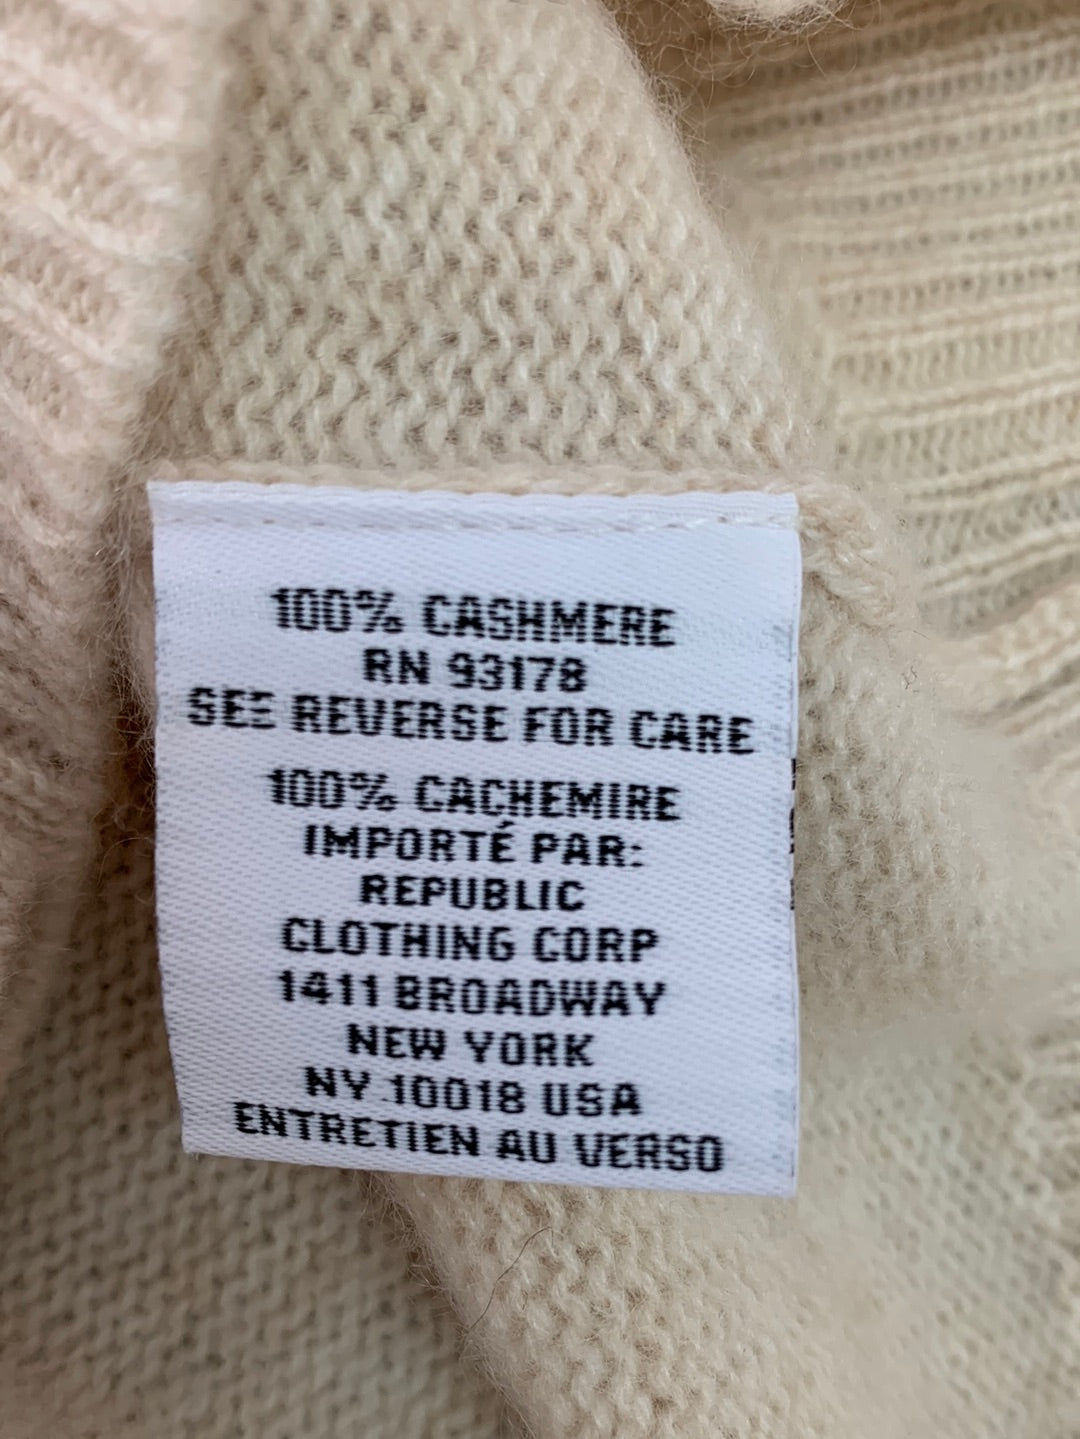 100% CASHMERE
RN 93178
SEE REVERSE FOR CARE
100% CACHEMIRE
IMPORTÉ PAR:
REPUBLIC
CLOTHING CORP
1411 BROADWAY
NEW YORK
NY 10018 USA
ENTRETIEN AU VERSO